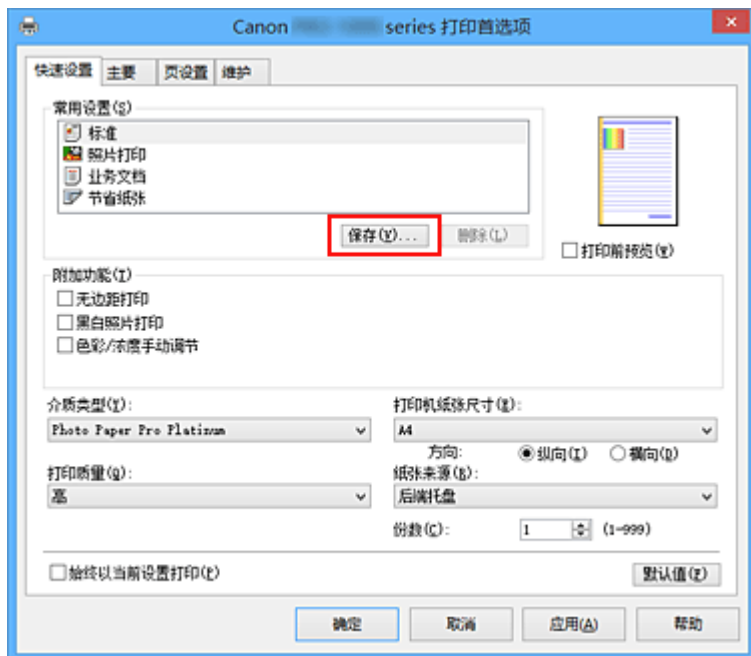 Canon series 打印首选项
快速设置 主要 页设置 维护
常用设置(S)
标准
照片打印
业务文档
节省纸张
保存(V)... 删除(L)
打印前预览(W)
附加功能(I)
无边距打印
黑白照片打印
色彩/浓度手动调节
介质类型(Y): 打印机纸张尺寸(Z):
Photo Paper Pro Platinum A4
方向: 纵向(I) 横向(D)
打印质量(Q): 纸张来源(B):
高 后端托盘
份数(C): 1 (1-999)
始终以当前设置打印(P) 默认值(F)
确定 取消 应用(A) 帮助